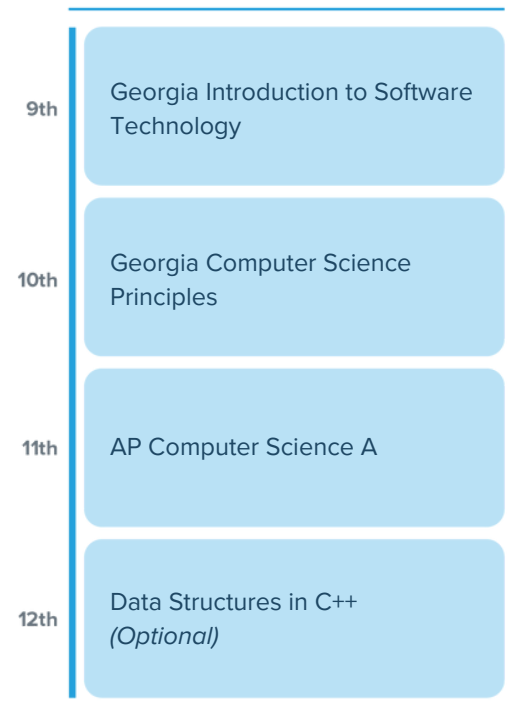 9th
Georgia Introduction to Software
Technology
10th
Georgia Computer Science
Principles
11th
AP Computer Science A
12th
Data Structures in C++
(Optional)